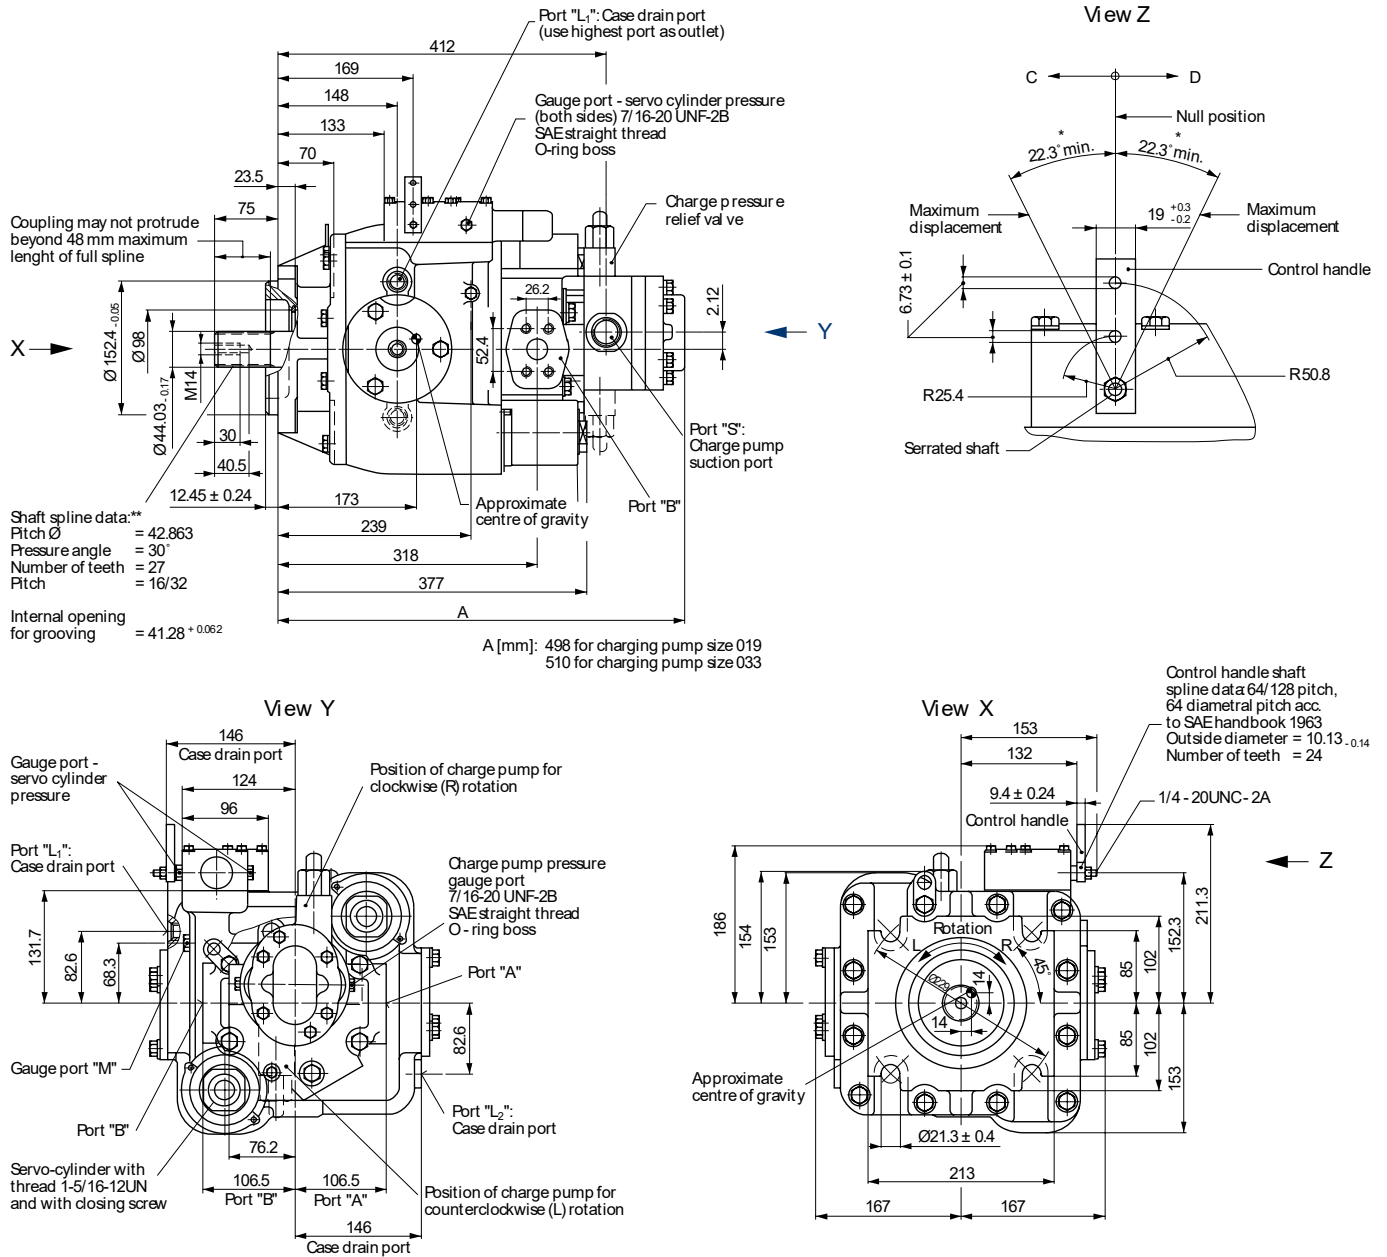 Port "L1": Case drain port
(use highest port as outlet)
412
169
148
133
70
23.5
75
Gauge port - servo cylinder pressure
(both sides) 7/16-20 UNF-2B
SAE straight thread
O-ring boss
Coupling may not protrude
beyond 48 mm maximum
lenght of full spline
Charge pressure
relief valve
26.2
52.4
2.12
X
Y
Ø 152.4 -0.05
Ø 98
M14
Ø 44.03 -0.17
30
40.5
12.45 ± 0.24
173
239
318
377
A
Approximate
centre of gravity
Port "B"
Port "S":
Charge pump
suction port
Shaft spline data:**
Pitch Ø = 42.863
Pressure angle = 30°
Number of teeth = 27
Pitch = 16/32
Internal opening
for grooving = 41.28 + 0.062
A [mm]: 498 for charging pump size 019
510 for charging pump size 033
View Z
C
D
Null position
*
22.3° min.
*
22.3° min.
Maximum
displacement
19 +0.3 -0.2
Maximum
displacement
6.73 ± 0.1
Control handle
R25.4
R50.8
Serrated shaft
View Y
146
Case drain port
Gauge port -
servo cylinder
pressure
124
96
Position of charge pump for
clockwise (R) rotation
Port "L1":
Case drain port
Charge pump pressure
gauge port
7/16-20 UNF-2B
SAE straight thread
O - ring boss
131.7
82.6
68.3
Port "A"
82.6
Gauge port "M"
Port "B"
Port "L2":
Case drain port
76.2
Servo-cylinder with
thread 1-5/16-12UN
and with closing screw
106.5
Port "B"
106.5
Port "A"
Position of charge pump for
counterclockwise (L) rotation
146
Case drain port
View X
Control handle shaft
spline data: 64/128 pitch,
64 diametral pitch acc.
to SAE handbook 1963
Outside diameter = 10.13 - 0.14
Number of teeth = 24
153
132
9.4 ± 0.24
1/4 - 20UNC - 2A
Control handle
Z
186
154
153
Rotation
L
R
45°
Ø229
14
14
85
102
152.3
211.3
85
102
153
Approximate
centre of gravity
Ø21.3 ± 0.4
213
167
167